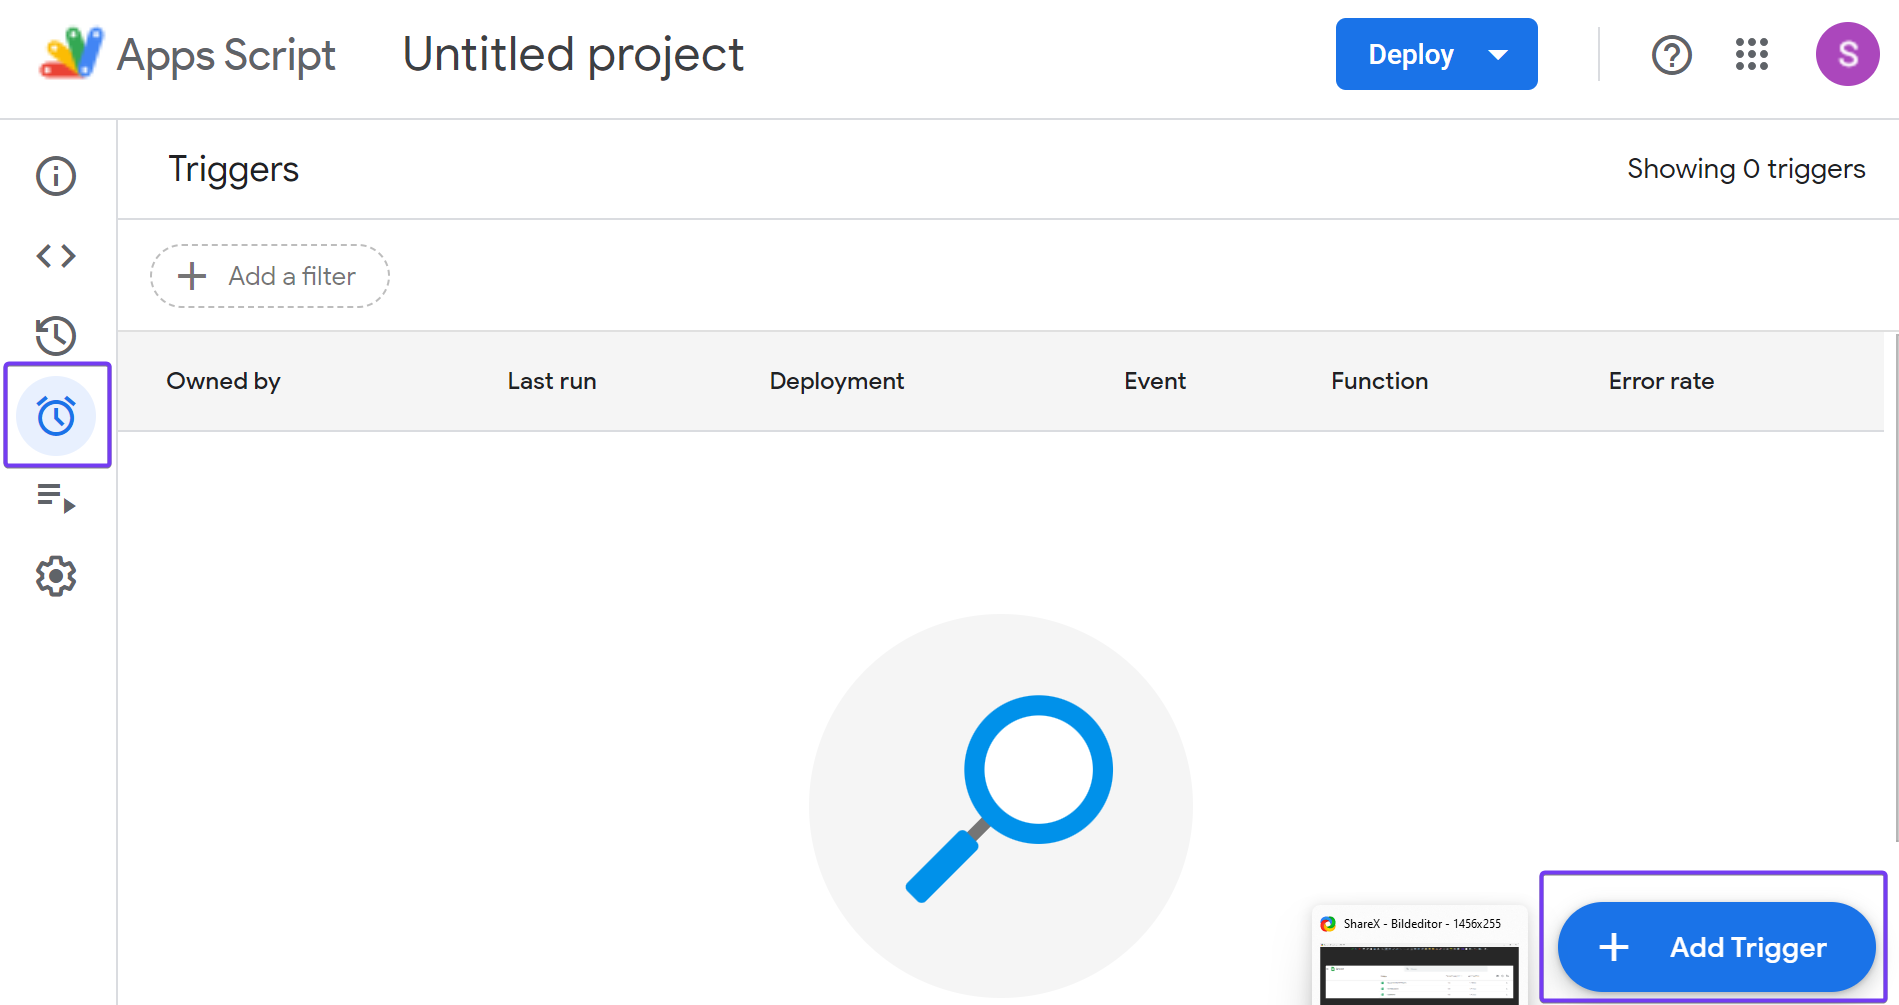 Apps Script Untitled project Deploy S
Triggers Showing 0 triggers
Add a filter
Owned by Last run Deployment Event Function Error rate
ShareX - Bildeditor - 1456x255
Add Trigger